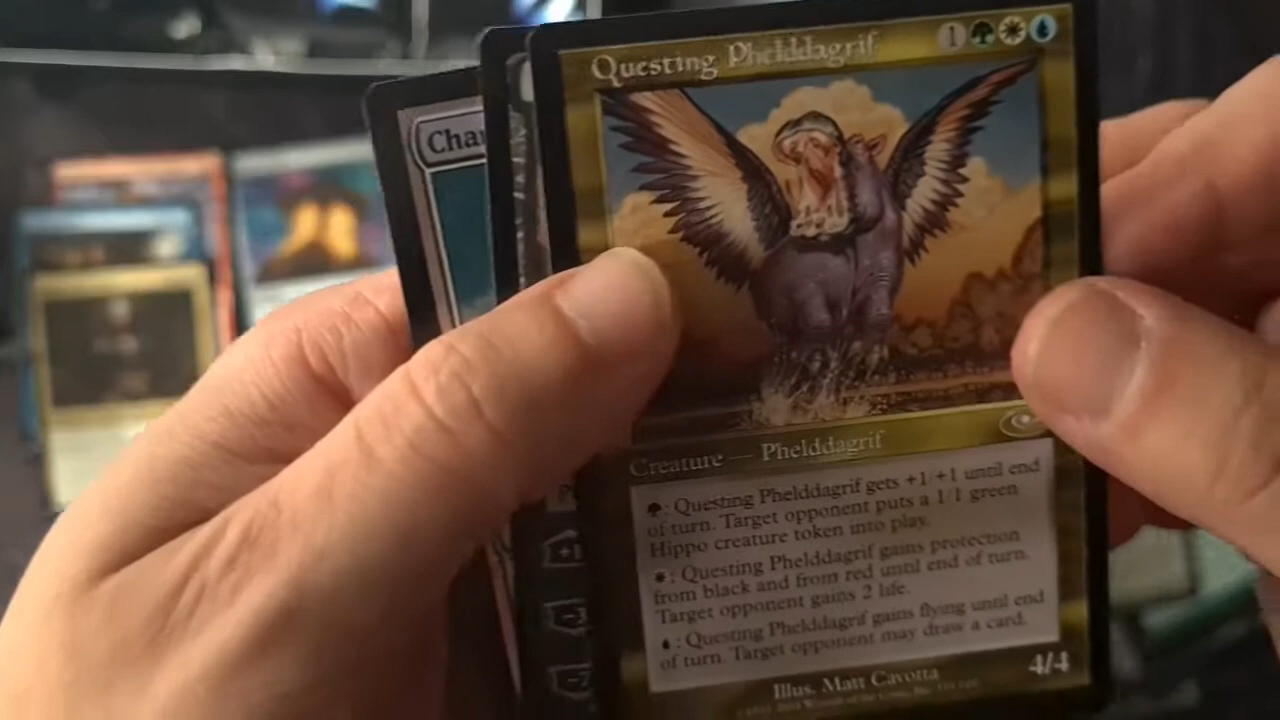 Questing Phelddagrif
1
Cha
Creature — Phelddagrif
: Questing Phelddagrif gets +1/+1 until end
of turn. Target opponent puts a 1/1 green
Hippo creature token into play.
: Questing Phelddagrif gains protection
from black and from red until end of turn.
Target opponent gains 2 life.
: Questing Phelddagrif gains flying until end
of turn. Target opponent may draw a card.
4/4
Illus. Matt Cavotta
+1